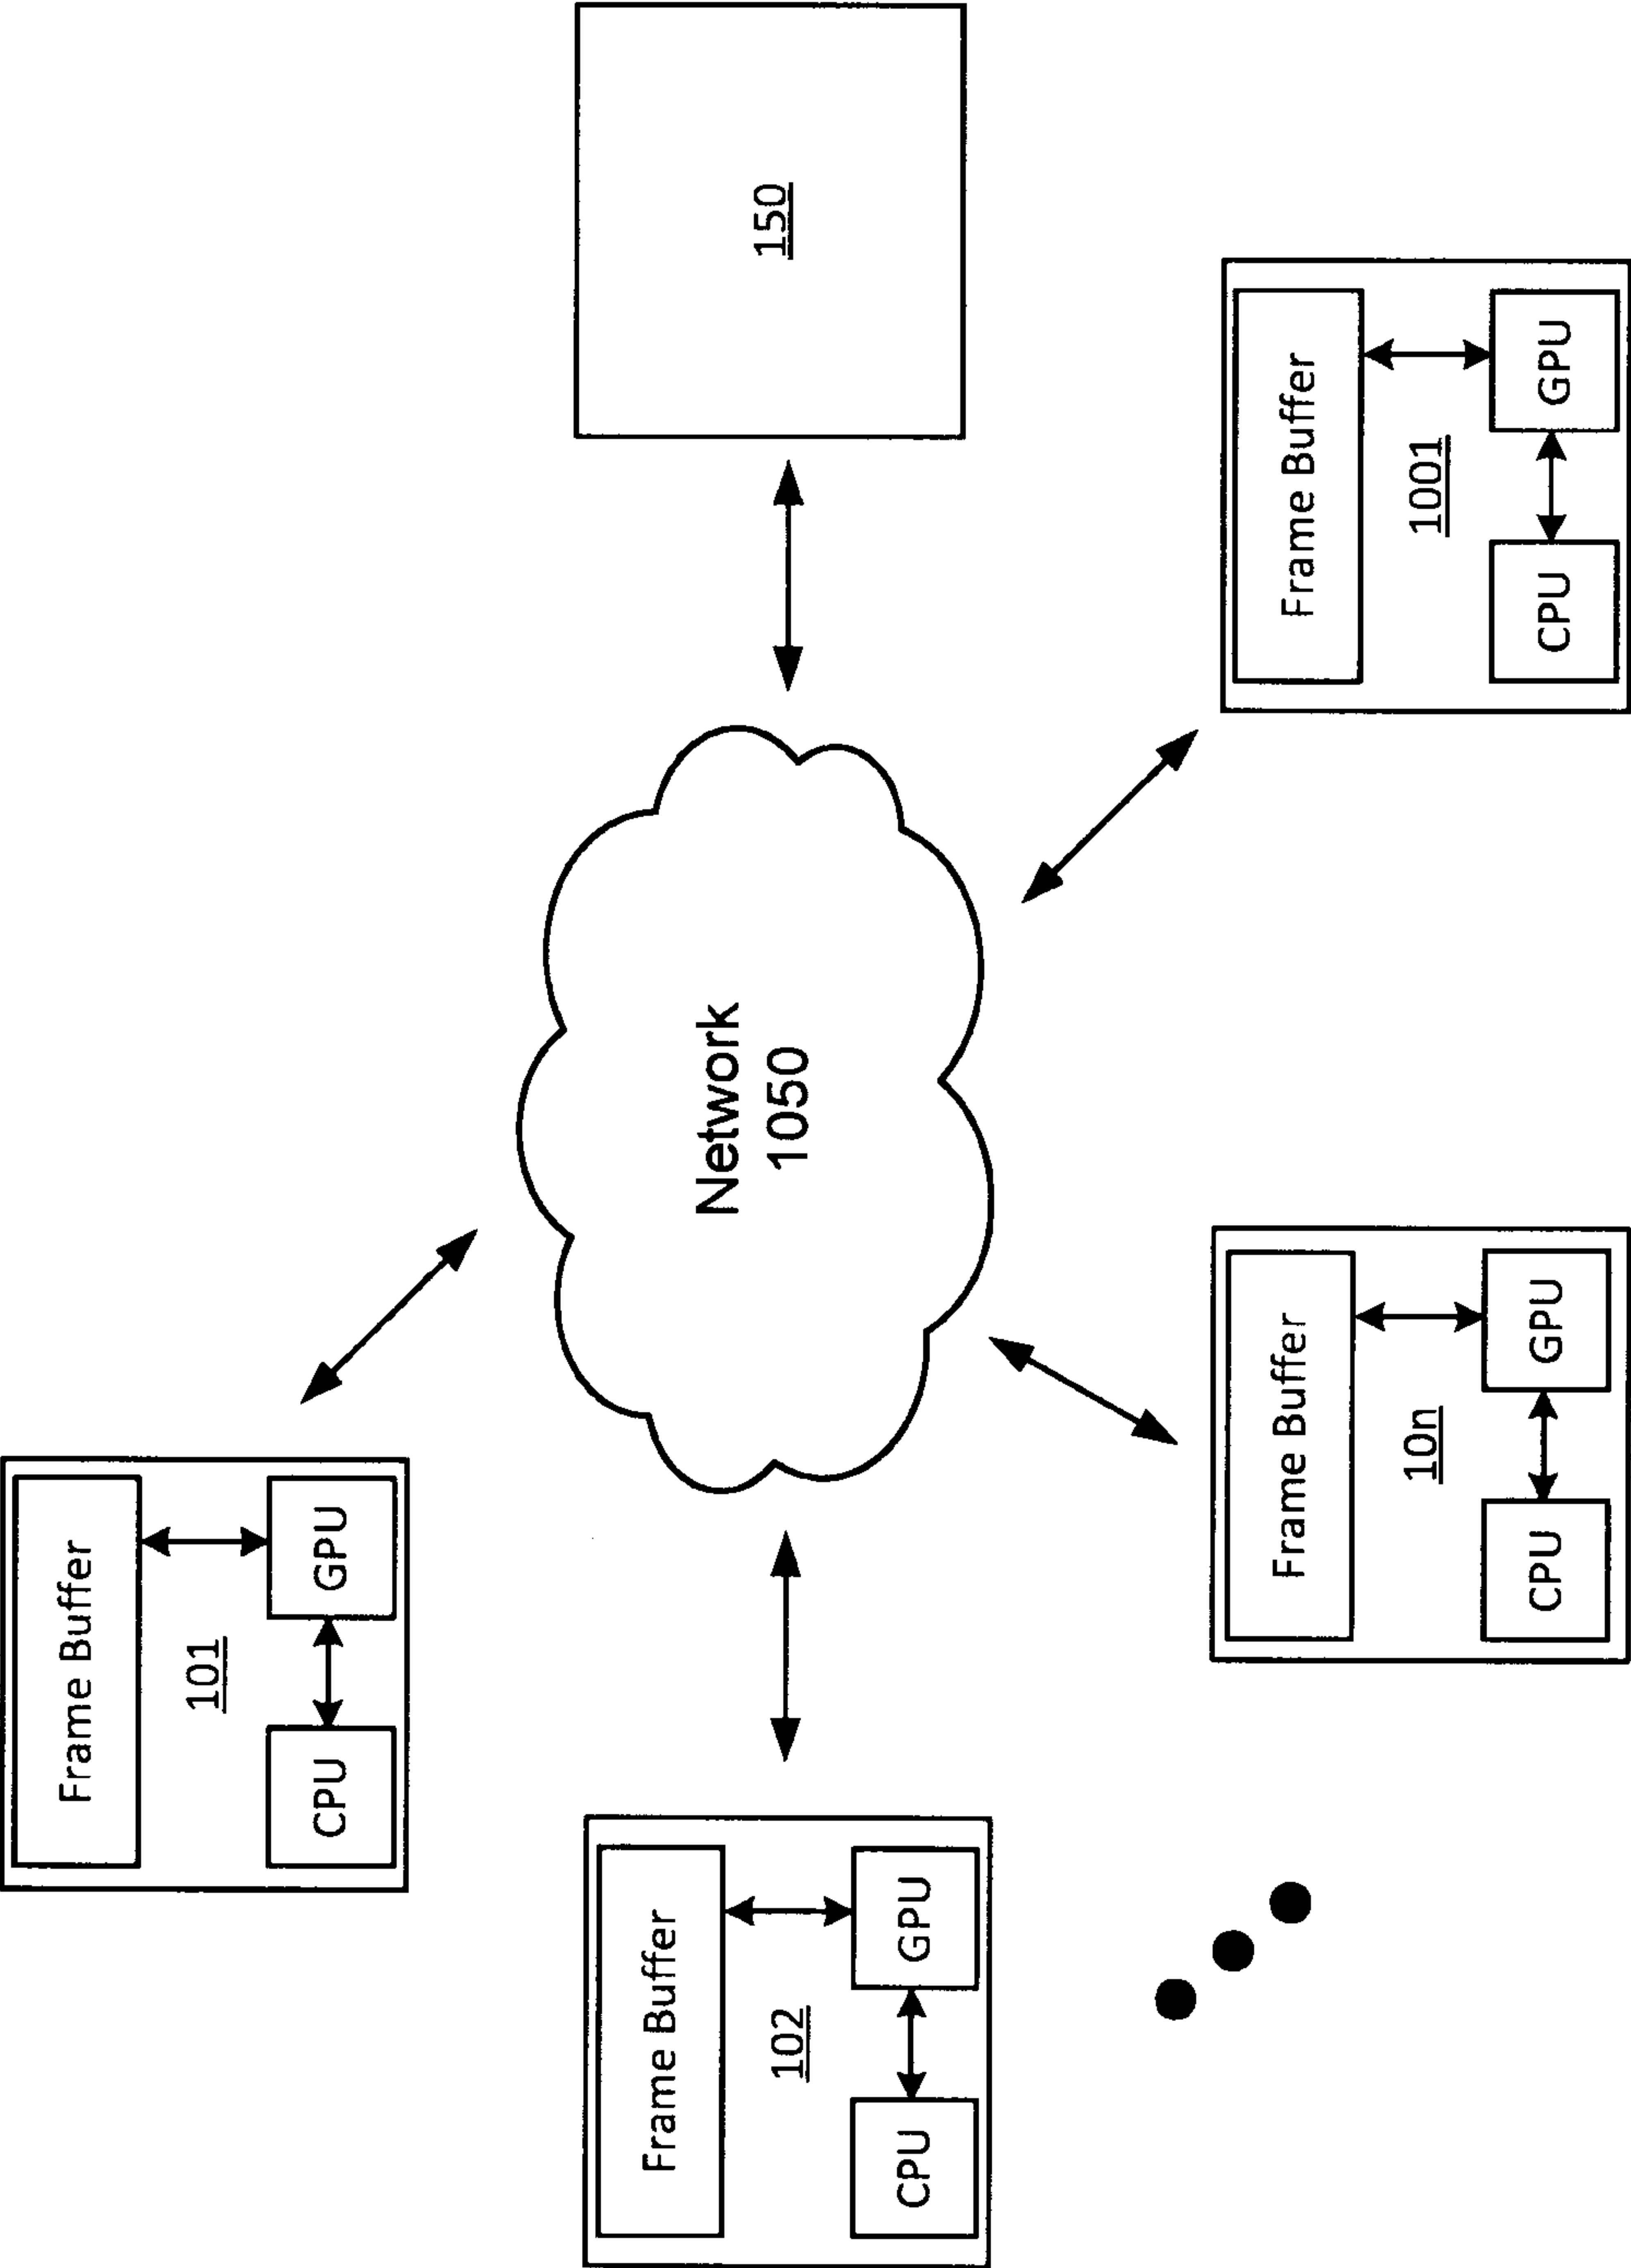 Frame Buffer
101
CPU
GPU
Frame Buffer
102
CPU
GPU
Network
1050
150
Frame Buffer
10n
CPU
GPU
Frame Buffer
1001
CPU
GPU